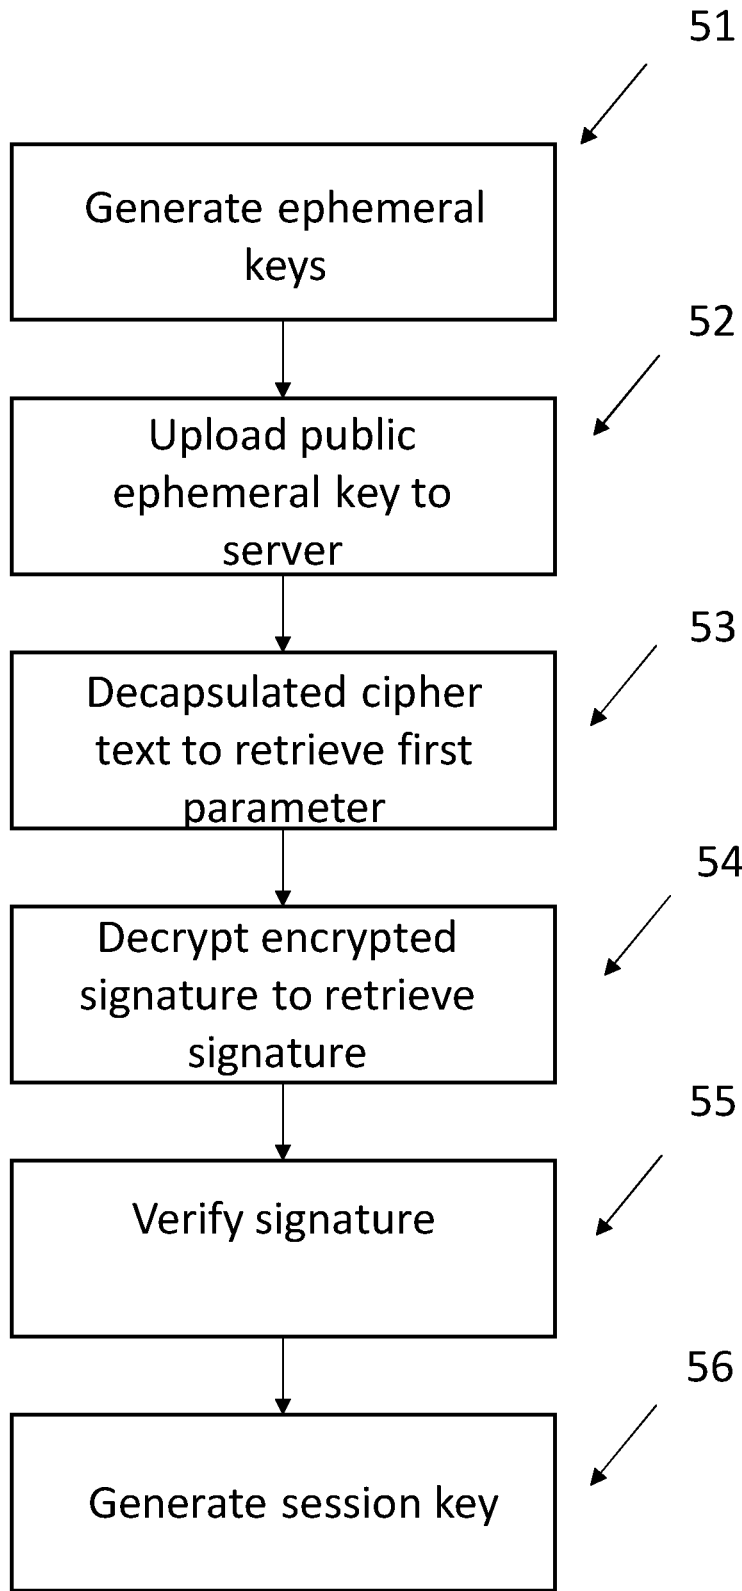 51
Generate ephemeral
keys
52
Upload public
ephemeral key to
server
53
Decapsulated cipher
text to retrieve first
parameter
54
Decrypt encrypted
signature to retrieve
signature
55
Verify signature
56
Generate session key